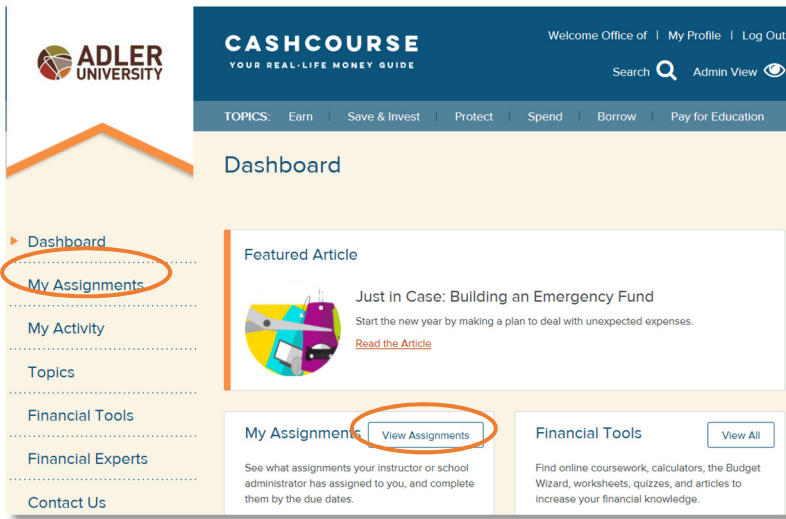 ADLER
UNIVERSITY
CASHCOURSE
YOUR REAL-LIFE MONEY GUIDE
Welcome Office of | My Profile | Log Out
Search Admin View
TOPICS: Earn | Save & Invest | Protect | Spend | Borrow | Pay for Education
Dashboard
Dashboard
My Assignments
My Activity
Topics
Financial Tools
Financial Experts
Contact Us
Featured Article
Just in Case: Building an Emergency Fund
Start the new year by making a plan to deal with unexpected expenses.
Read the Article
My Assignments View Assignments
See what assignments your instructor or school
administrator has assigned to you, and complete
them by the due dates.
Financial Tools View All
Find online coursework, calculators, the Budget
Wizard, worksheets, quizzes, and articles to
increase your financial knowledge.